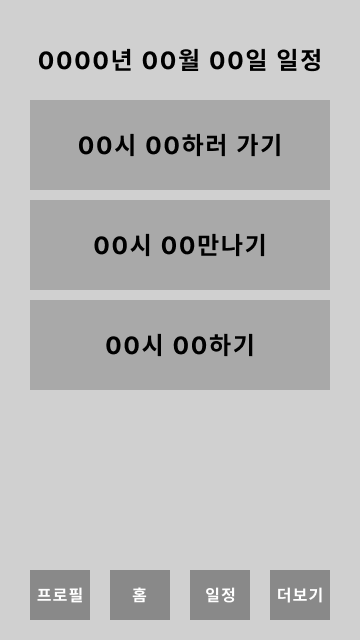 0000년 00월 00일 일정
00시 00하러 가기
00시 00만나기
00시 00하기
프로필 홈 일정 더보기